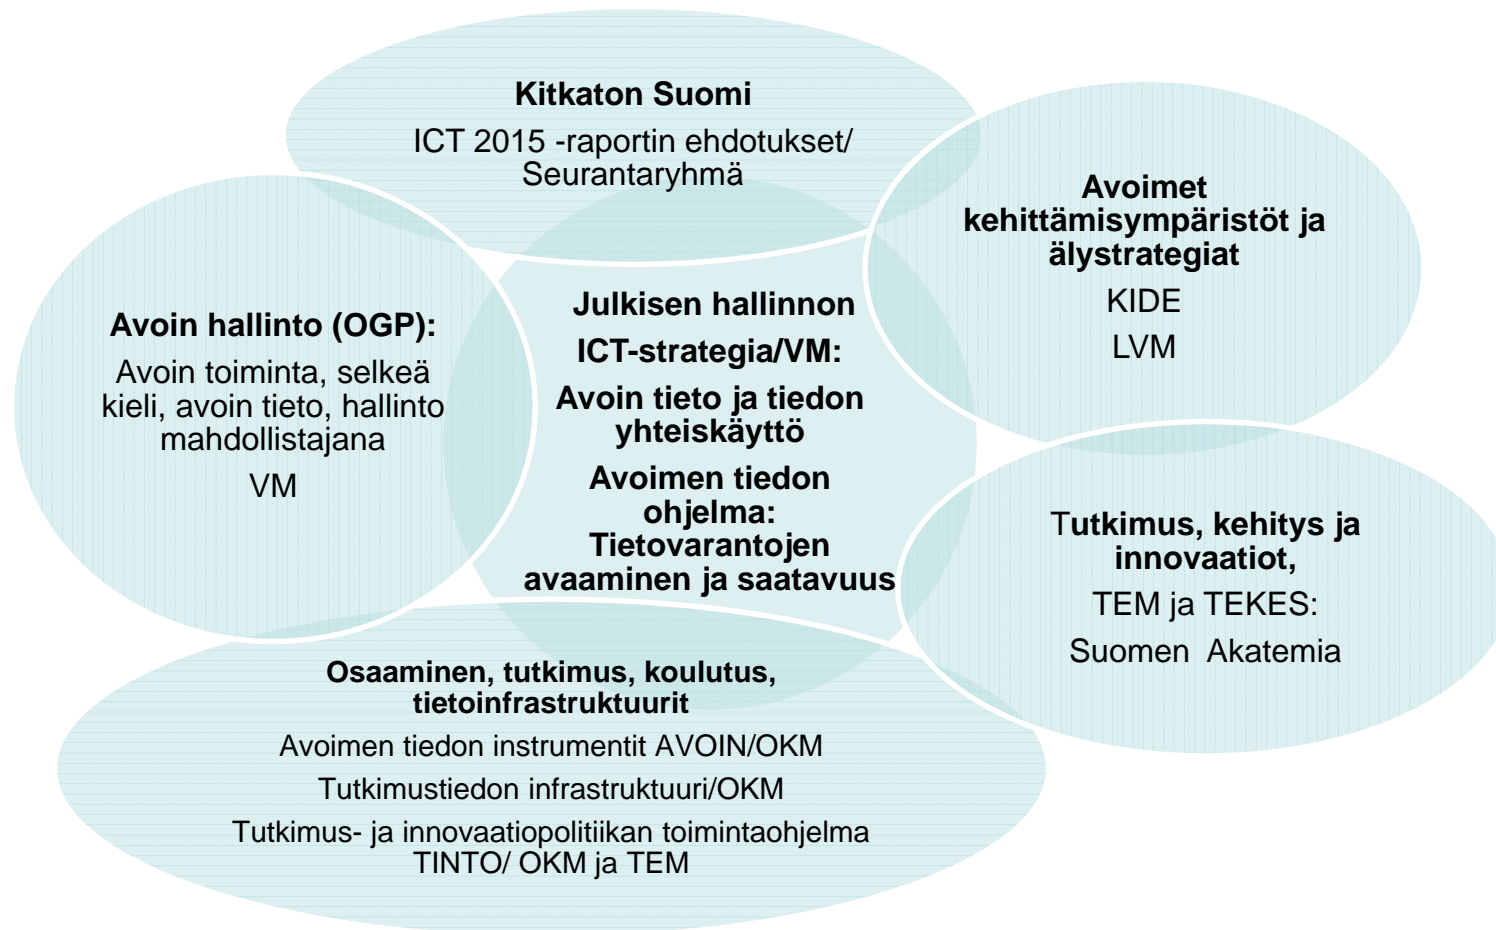 Kitkaton Suomi
ICT 2015 -raportin ehdotukset/
Seurantaryhmä
Avoimet
kehittämisympäristöt ja
älystrategiat
KIDE
LVM
Avoin hallinto (OGP):
Avoin toiminta, selkeä
kieli, avoin tieto, hallinto
mahdollistajana
VM
Julkisen hallinnon
ICT-strategia/VM:
Avoin tieto ja tiedon
yhteiskäyttö
Avoimen tiedon
ohjelma:
Tietovarantojen
avaaminen ja saatavuus
Tutkimus, kehitys ja
innovaatiot,
TEM ja TEKES:
Suomen Akatemia
Osaaminen, tutkimus, koulutus,
tietoinfrastruktuurit
Avoimen tiedon instrumentit AVOIN/OKM
Tutkimustiedon infrastruktuuri/OKM
Tutkimus- ja innovaatiopolitiikan toimintaohjelma
TINTO/ OKM ja TEM